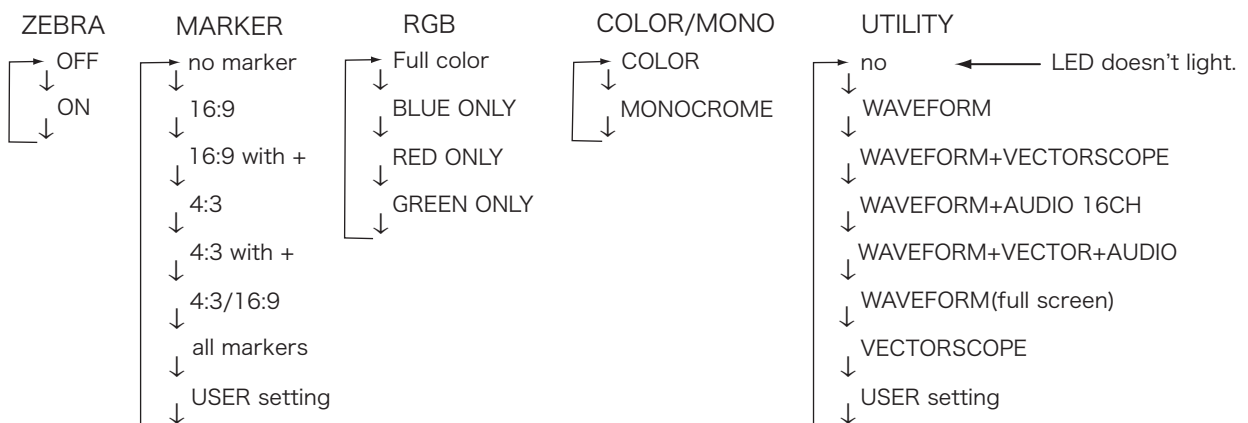 ZEBRA
OFF
ON
MARKER
no marker
16:9
16:9 with +
4:3
4:3 with +
4:3/16:9
all markers
USER setting
RGB
Full color
BLUE ONLY
RED ONLY
GREEN ONLY
COLOR/MONO
COLOR
MONOCROME
UTILITY
no
LED doesn't light.
WAVEFORM
WAVEFORM+VECTORSCOPE
WAVEFORM+AUDIO 16CH
WAVEFORM+VECTOR+AUDIO
WAVEFORM(full screen)
VECTORSCOPE
USER setting